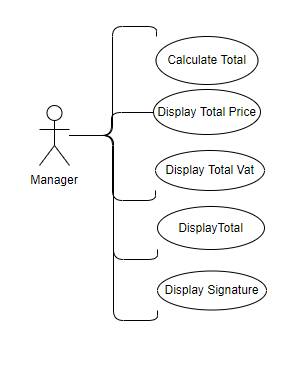 Calculate Total
Display Total Price
Manager
Display Total Vat
DisplayTotal
Display Signature